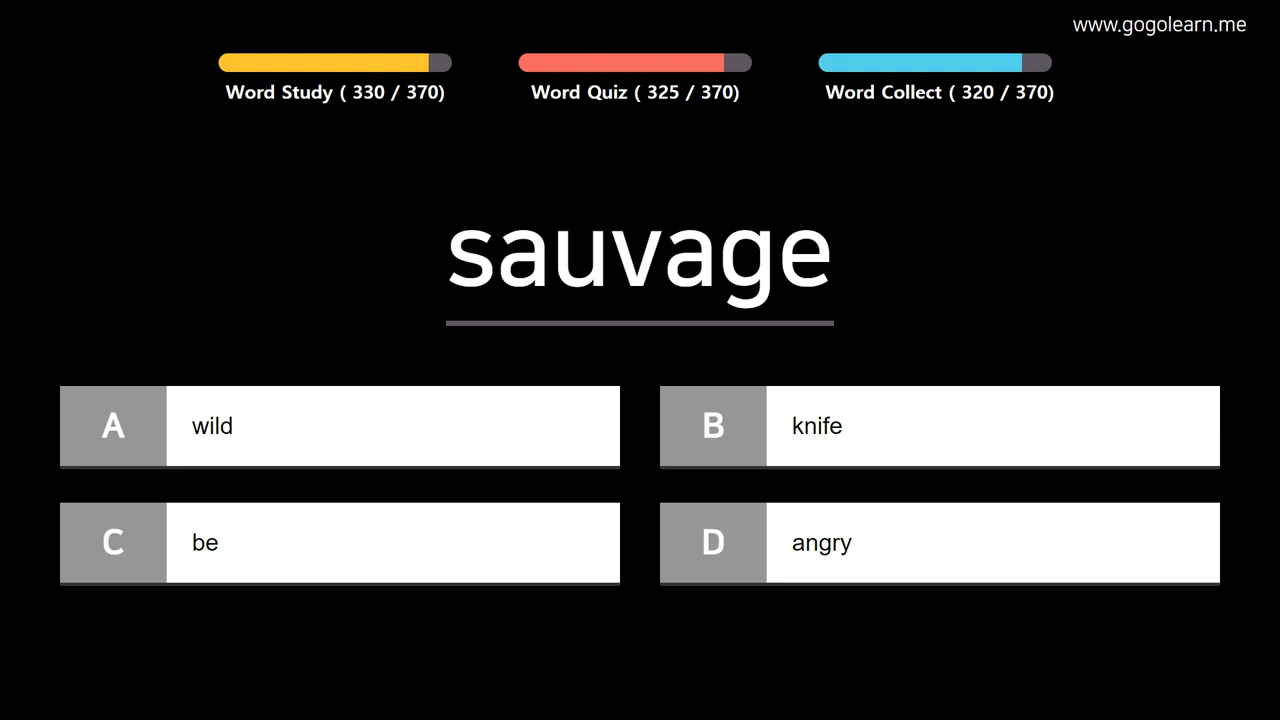 www.gogolearn.me
Word Study ( 330 / 370)
Word Quiz ( 325 / 370)
Word Collect ( 320 / 370)
sauvage
A wild
B knife
C be
D angry